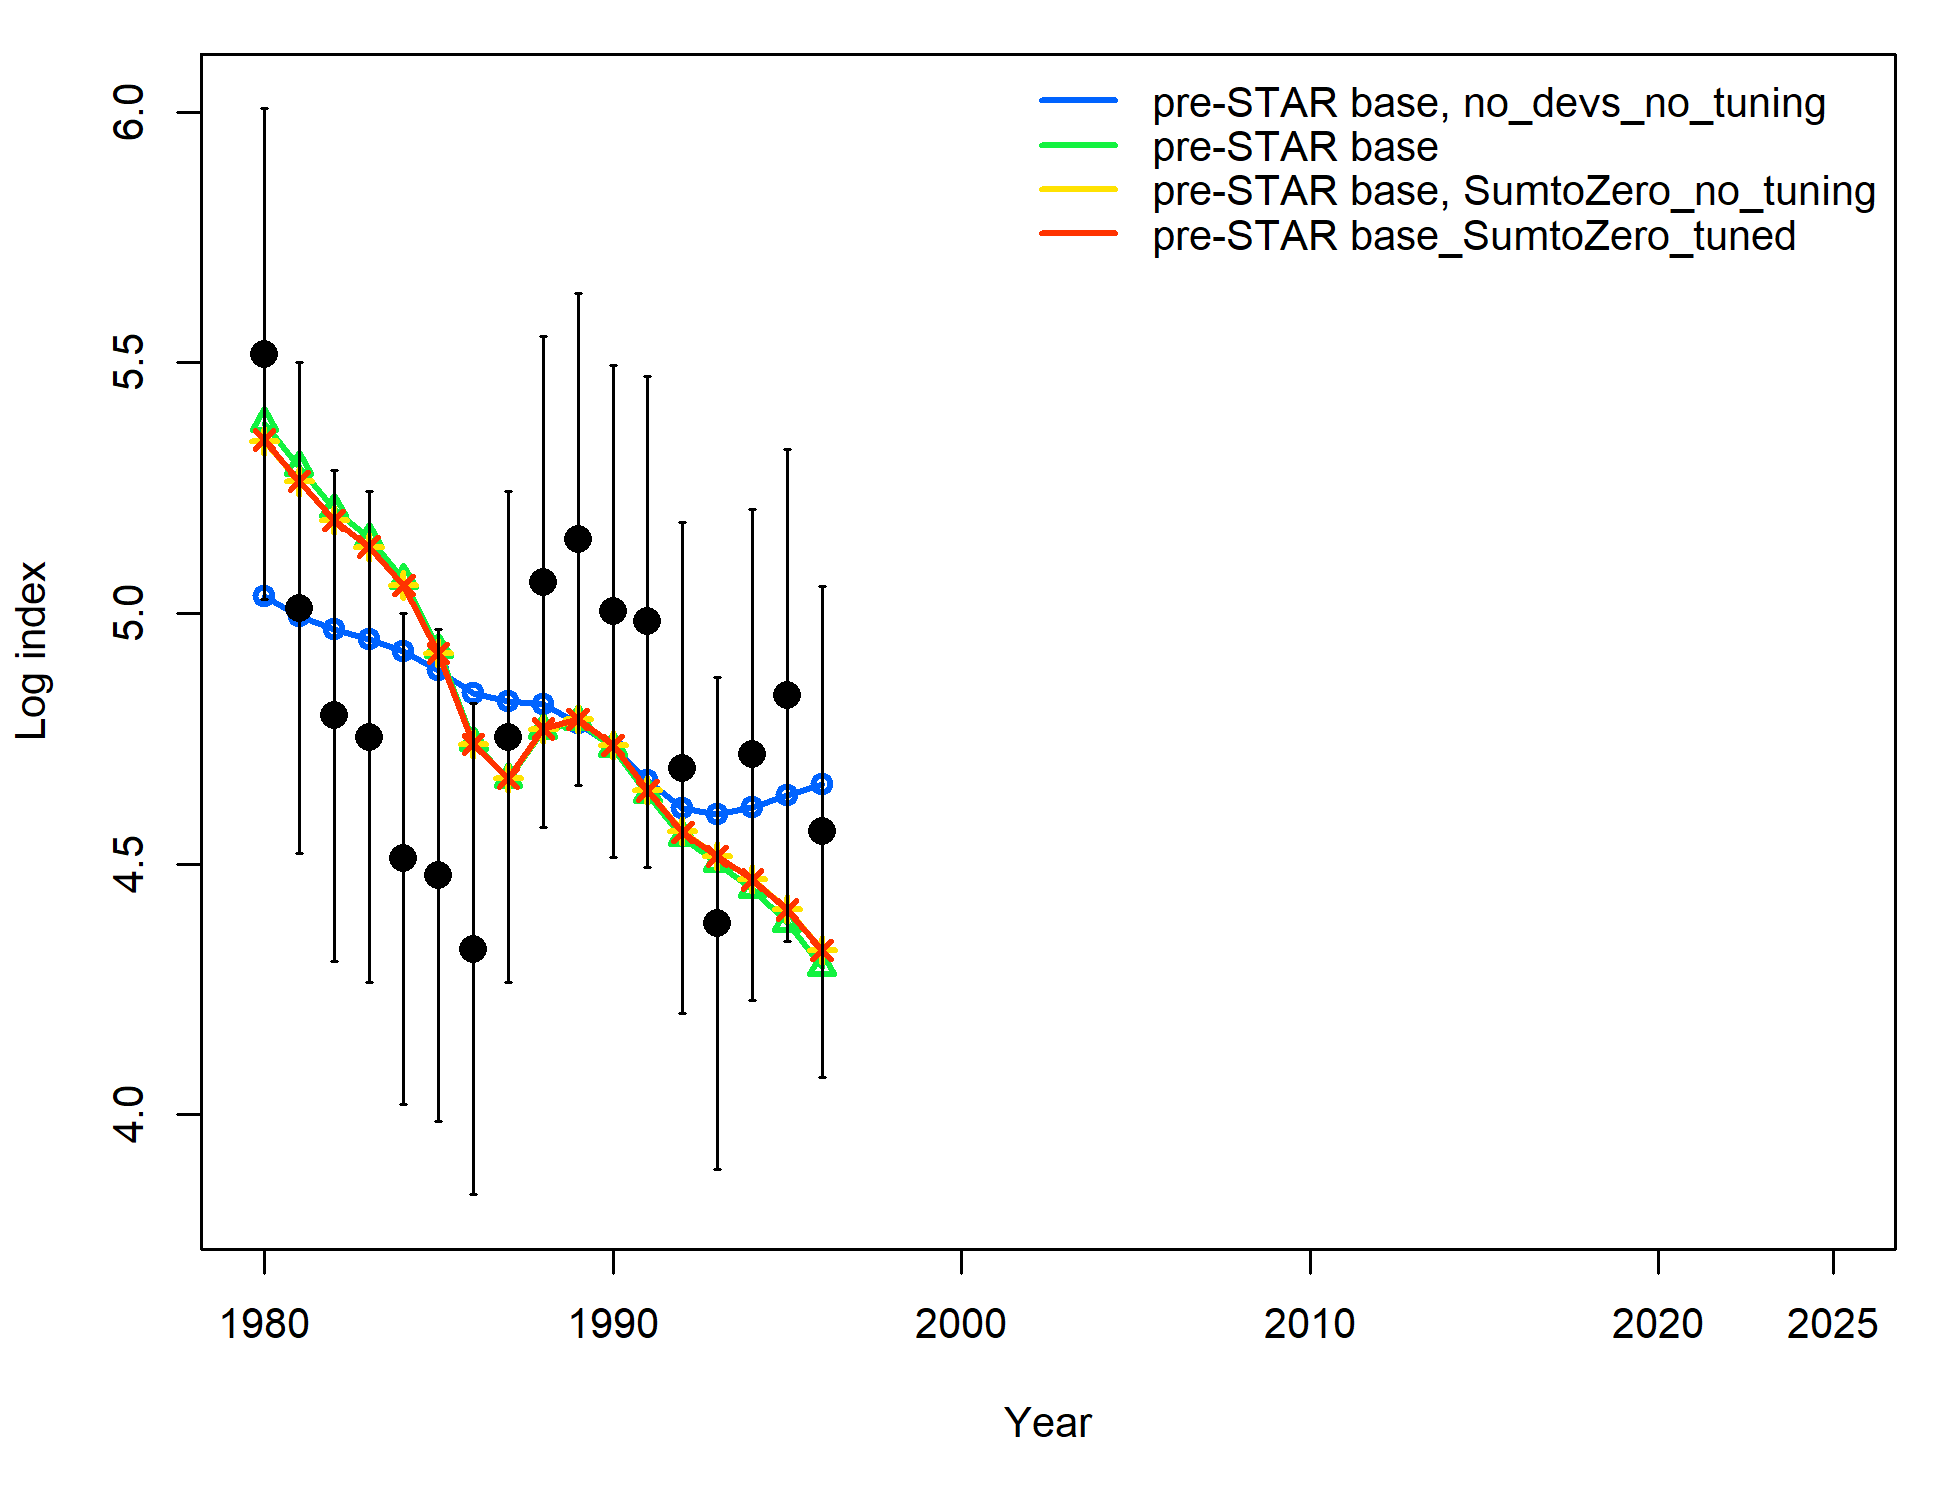 pre-STAR base, no_devs_no_tuning
pre-STAR base
pre-STAR base, SumtoZero_no_tuning
pre-STAR base_SumtoZero_tuned
Log index
6.0
5.5
5.0
4.5
4.0
1980 1990 2000 2010 2020 2025
Year